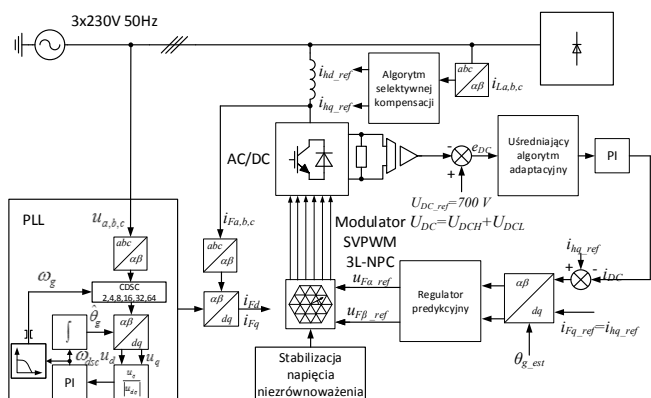 3x230V 50Hz
abc
αβ
i_La,b,c
i_hd_ref
i_hq_ref
Algorytm
selektywnej
kompensacji
AC/DC
-
+
e_DC
Uśredniający
algorytm
adaptacyjny
PI
U_DC_ref=700 V
U_DC=U_DCH+U_DCL
Modulator
SVPWM
3L-NPC
i_Fa,b,c
abc
αβ
αβ
dq
i_Fd
i_Fq
PLL
u_a,b,c
abc
αβ
CDSC
2,4,8,16,32,64
ω_g
∫
θ̂_g
αβ
dq
ω_dsc
u_d
u_q
PI
u_Fα_ref
u_Fβ_ref
Regulator
predykcyjny
αβ
dq
i_hq_ref
+
-
i_DC
i_Fq_ref=i_hq_ref
θ_g_est
Stabilizacja
napięcia
niezrównoważenia